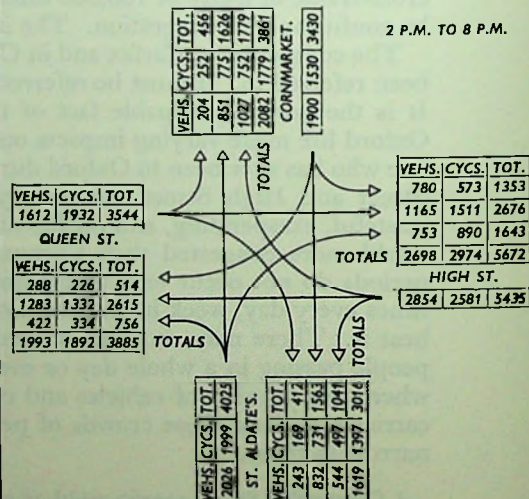 2 P.M. TO 8 P.M.
VEHS. CYCS. TOT.
204 252 456
851 775 1626
1027 752 1779
2082 1779 3861
TOTALS
CORNMARKET.
1900 1530 3430
VEHS. CYCS. TOT.
1612 1932 3544
QUEEN ST.
VEHS. CYCS. TOT.
288 226 514
1283 1332 2615
422 334 756
1993 1892 3885
TOTALS
VEHS. CYCS. TOT.
780 573 1353
1165 1511 2676
753 890 1643
TOTALS 2698 2974 5672
HIGH ST.
2854 2581 5435
VEHS. CYCS. TOT.
2026 1999 4025
ST. ALDATE'S.
VEHS. CYCS. TOT.
243 169 412
832 731 1563
544 497 1041
1619 1397 3016
TOTALS